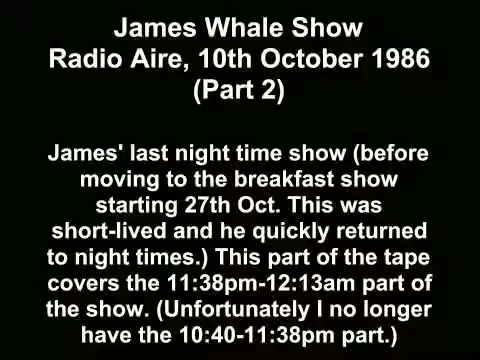 James Whale Show
Radio Aire, 10th October 1986
(Part 2)
James' last night time show (before
moving to the breakfast show
starting 27th Oct. This was
short-lived and he quickly returned
to night times.) This part of the tape
covers the 11:38pm-12:13am part of
the show. (Unfortunately I no longer
have the 10:40-11:38pm part.)